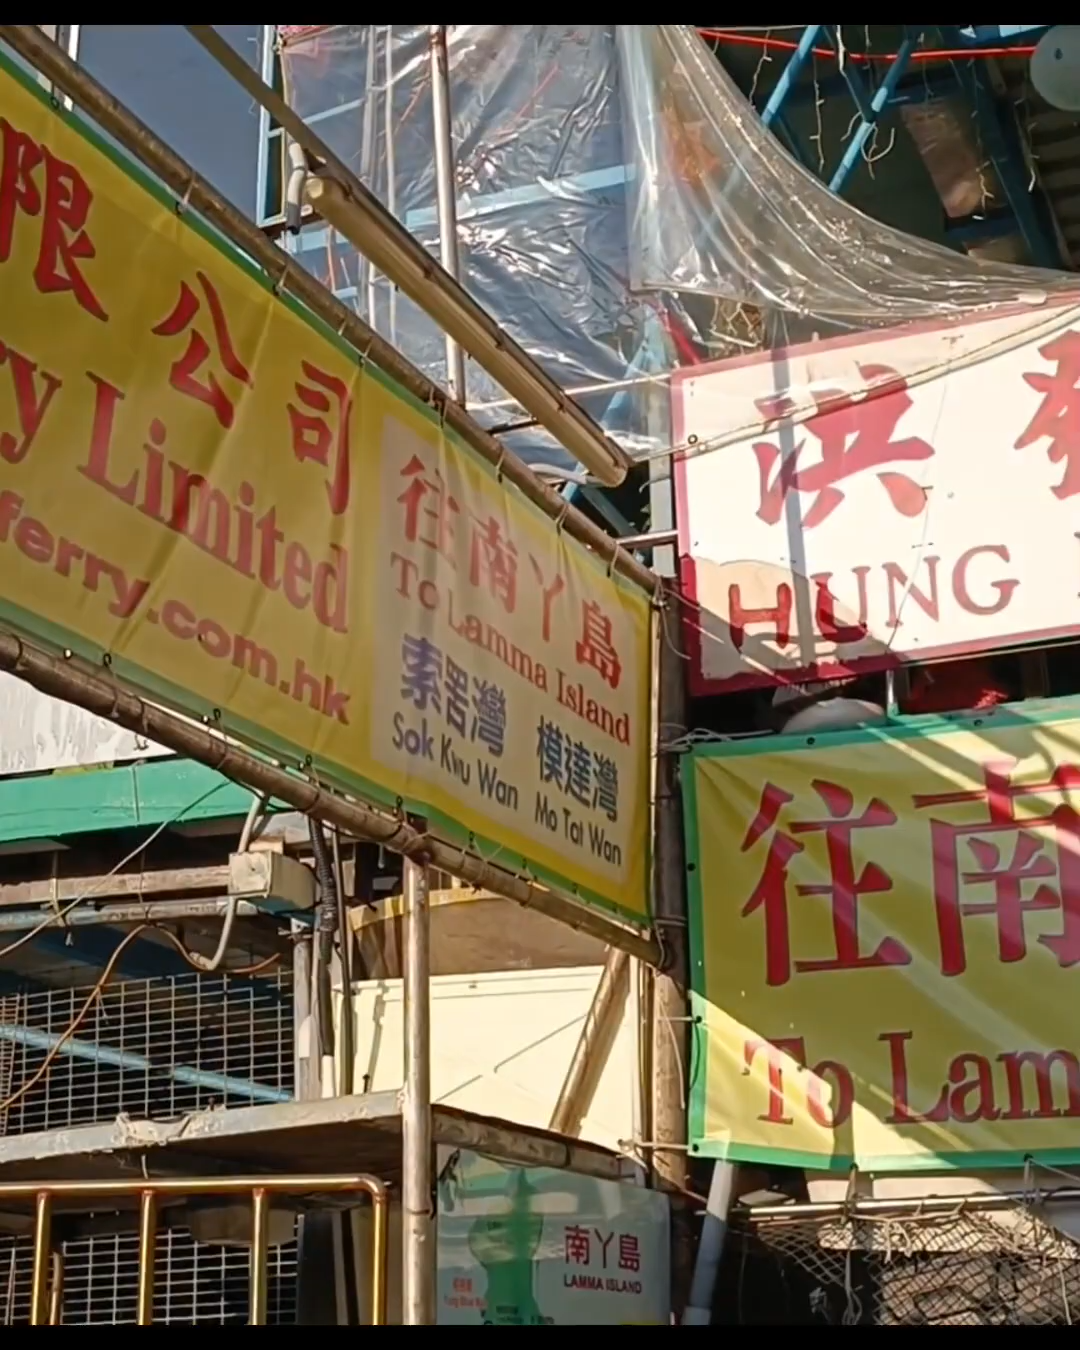 限公司
ry Limited
ferry.com.hk
往南丫島
To Lamma Island
索罟灣
Sok Kwu Wan
模達灣
Mo Tat Wan
洪
HUNG
往南
To Lam
南丫島
LAMMA ISLAND